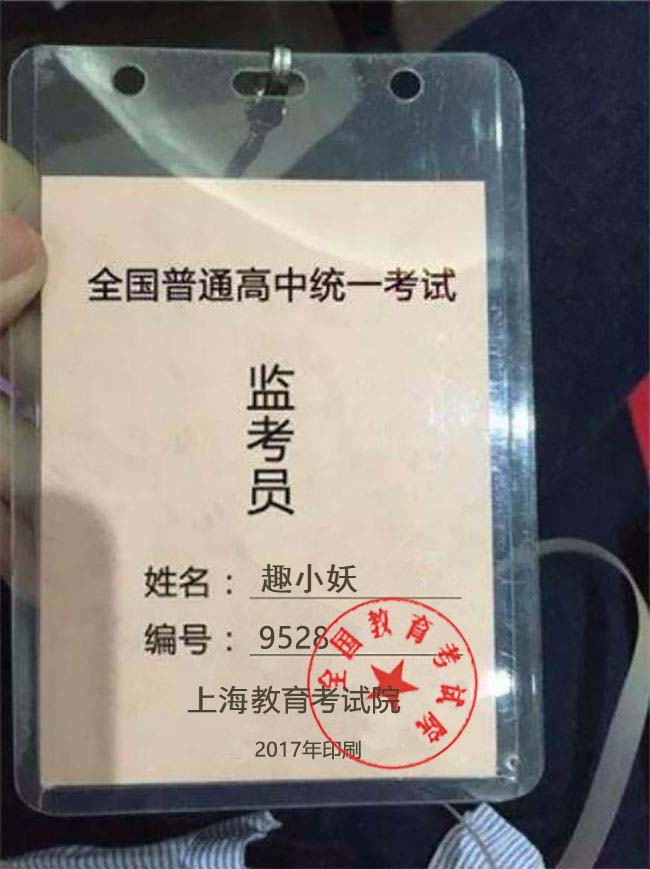 全国普通高中统一考试
监考员
姓名：趣小妖
编号：9528
上海教育考试院
2017年印刷
全国教育考试院